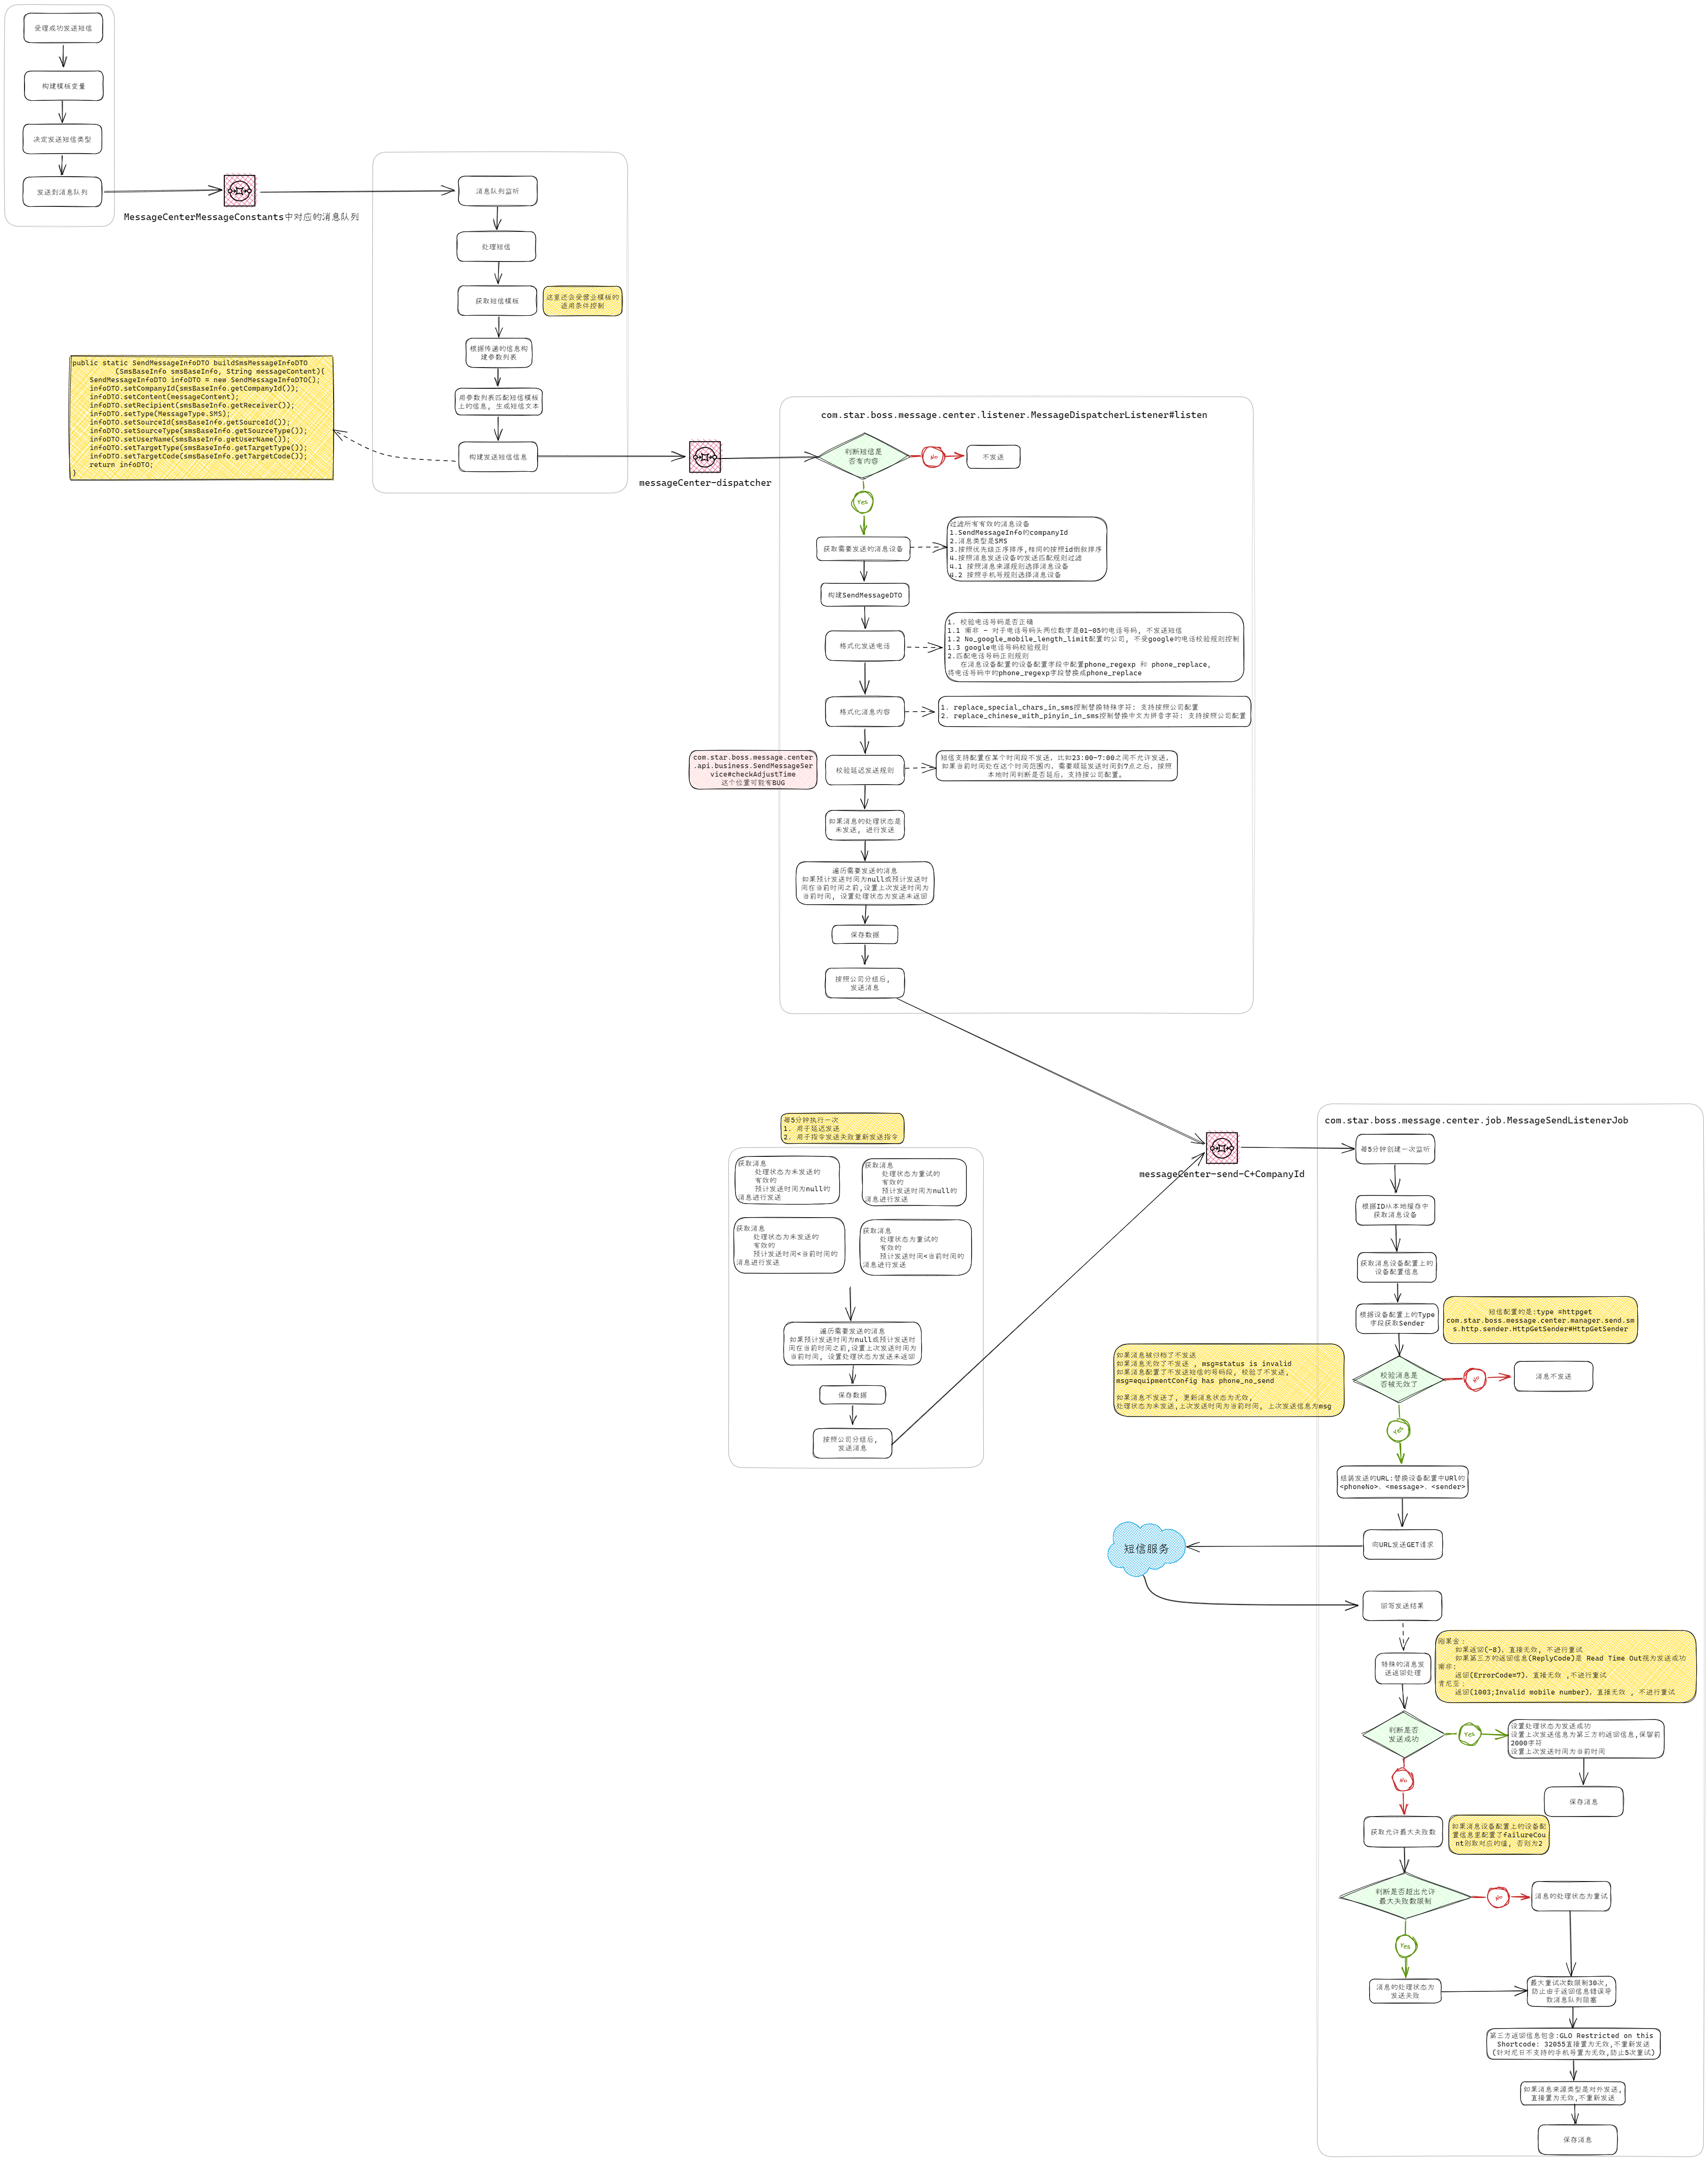 受理成功发送短信
构建模板变量
决定发送短信类型
发送到消息队列
MessageCenterMessageConstants中对应的消息队列
消息队列监听
处理短信
获取短信模板
这里还会受营业模板的
适用条件控制
根据传递的信息构
建参数列表
用参数列表匹配短信模板
上的信息, 生成短信文本
构建发送短信信息
public static SendMessageInfoDTO buildSmsMessageInfoDTO
(SmsBaseInfo smsBaseInfo, String messageContent){
SendMessageInfoDTO infoDTO = new SendMessageInfoDTO();
infoDTO.setCompanyId(smsBaseInfo.getCompanyId());
infoDTO.setContent(messageContent);
infoDTO.setRecipient(smsBaseInfo.getReceiver());
infoDTO.setType(MessageType.SMS);
infoDTO.setSourceId(smsBaseInfo.getSourceId());
infoDTO.setSourceType(smsBaseInfo.getSourceType());
infoDTO.setUserName(smsBaseInfo.getUserName());
infoDTO.setTargetType(smsBaseInfo.getTargetType());
infoDTO.setTargetCode(smsBaseInfo.getTargetCode());
return infoDTO;
}
messageCenter-dispatcher
com.star.boss.message.center.listener.MessageDispatcherListener#listen
判断短信是
否有内容
No
不发送
Yes
获取需要发送的消息设备
过滤所有有效的消息设备
1.SendMessageInfo的companyId
2.消息类型是SMS
3.按照优先级正序排序,相同的按照id倒叙排序
4.按照消息发送设备的发送匹配规则过滤
4.1 按照消息来源规则选择消息设备
4.2 按照手机号规则选择消息设备
构建SendMessageDTO
格式化发送电话
1. 校验电话号码是否正确
1.1 南非 - 对于电话号码头两位数字是01-05的电话号码, 不发送短信
1.2 No_google_mobile_length_limit配置的公司, 不受google的电话校验规则控制
1.3 google电话号码校验规则
2.匹配电话号码正则规则
在消息设备配置的设备配置字段中配置phone_regexp 和 phone_replace,
将电话号码中的phone_regexp字段替换成phone_replace
格式化消息内容
1. replace_special_chars_in_sms控制替换特殊字符: 支持按照公司配置
2. replace_chinese_with_pinyin_in_sms控制替换中文为拼音字符: 支持按照公司配置
com.star.boss.message.center
.api.business.SendMessageSer
vice#checkAdjustTime
这个位置可能有BUG
校验延迟发送规则
短信支持配置在某个时间段不发送, 比如23:00-7:00之间不允许发送,
如果当前时间处在这个时间范围内, 需要顺延发送时间到7点之后, 按照
本地时间判断是否延后, 支持按公司配置。
如果消息的处理状态是
未发送, 进行发送
遍历需要发送的消息
如果预计发送时间为null或预计发送时
间在当前时间之前,设置上次发送时间为
当前时间, 设置处理状态为发送未返回
保存数据
按照公司分组后,
发送消息
每5分钟执行一次
1. 用于延迟发送
2. 用于指令发送失败重新发送指令
获取消息
处理状态为未发送的
有效的
预计发送时间为null的
消息进行发送
获取消息
处理状态为重试的
有效的
预计发送时间为null的
消息进行发送
获取消息
处理状态为未发送的
有效的
预计发送时间<当前时间的
消息进行发送
获取消息
处理状态为重试的
有效的
预计发送时间<当前时间的
消息进行发送
遍历需要发送的消息
如果预计发送时间为null或预计发送时
间在当前时间之前,设置上次发送时间为
当前时间, 设置处理状态为发送未返回
保存数据
按照公司分组后,
发送消息
messageCenter-send-C+CompanyId
com.star.boss.message.center.job.MessageSendListenerJob
每5分钟创建一次监听
根据ID从本地缓存中
获取消息设备
获取消息设备配置上的
设备配置信息
根据设备配置上的Type
字段获取Sender
短信配置的是:type =httpget
com.star.boss.message.center.manager.send.sm
s.http.sender.HttpGetSender#HttpGetSender
如果消息被归档了不发送
如果消息无效了不发送 , msg=status is invalid
如果消息配置了不发送短信的号码段, 校验了不发送,
msg=equipmentConfig has phone_no_send
如果消息不发送了, 更新消息状态为无效,
处理状态为未发送,上次发送时间为当前时间, 上次发送信息为msg
校验消息是
否被无效了
No
消息不发送
Yes
组装发送的URL:替换设备配置中URl的
<phoneNo>、<message>、<sender>
向URL发送GET请求
短信服务
回写发送结果
特殊的消息发
送返回处理
刚果金:
如果返回(-8), 直接无效, 不进行重试
如果第三方的返回信息(ReplyCode)是 Read Time Out视为发送成功
南非:
返回(ErrorCode=7), 直接无效 ,不进行重试
肯尼亚:
返回(1003;Invalid mobile number), 直接无效 , 不进行重试
判断是否
发送成功
Yes
设置处理状态为发送成功
设置上次发送信息为第三方的返回信息,保留前
2000字符
设置上次发送时间为当前时间
保存消息
No
获取允许最大失败数
如果消息设备配置上的设备配
置信息里配置了failureCou
nt则取对应的值, 否则为2
判断是否超出允许
最大失败数限制
No
消息的处理状态为重试
Yes
消息的处理状态为
发送失败
最大重试次数限制30次,
防止由于返回信息错误导
致消息队列阻塞
第三方返回信息包含:GLO Restricted on this
Shortcode: 32055直接置为无效,不重新发送
(针对尼日不支持的手机号置为无效,防止5次重试)
如果消息来源类型是对外发送,
直接置为无效,不重新发送
保存消息